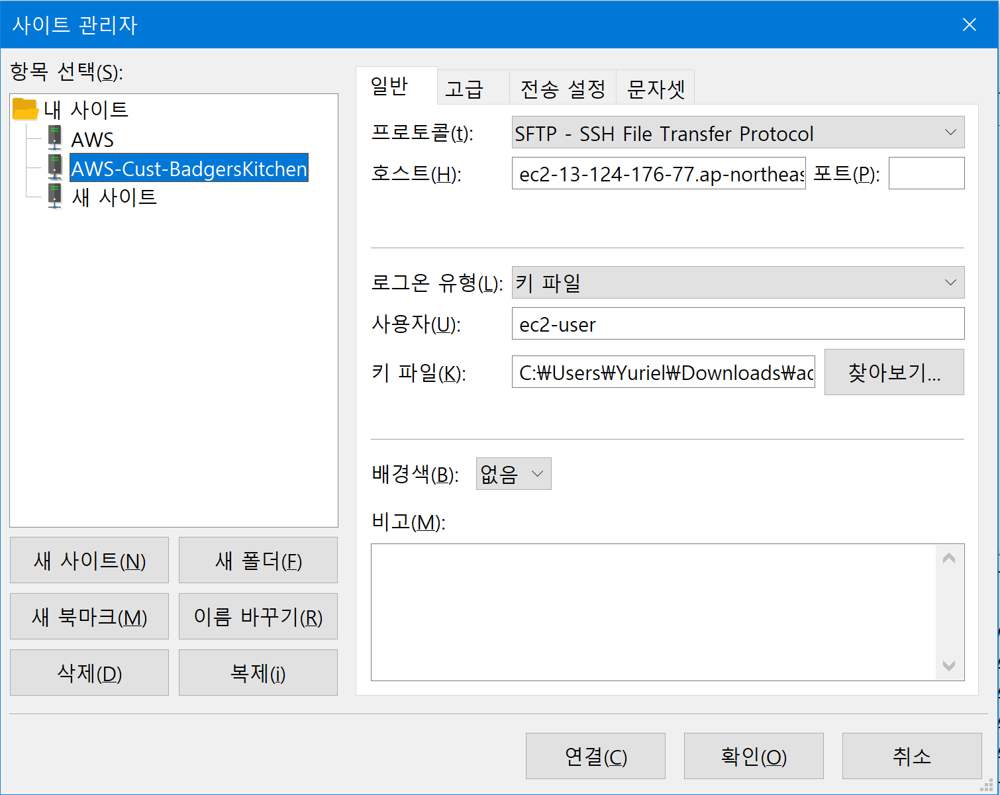 사이트 관리자
항목 선택(S):
내 사이트
AWS
AWS-Cust-BadgersKitchen
새 사이트
새 사이트(N)
새 폴더(F)
새 북마크(M)
이름 바꾸기(R)
삭제(D)
복제(i)
일반
고급
전송 설정
문자셋
프로토콜(t):
SFTP - SSH File Transfer Protocol
호스트(H):
ec2-13-124-176-77.ap-northeas
포트(P):
로그온 유형(L):
키 파일
사용자(U):
ec2-user
키 파일(K):
C:₩Users₩Yuriel₩Downloads₩ac
찾아보기...
배경색(B):
없음
비고(M):
연결(C)
확인(O)
취소